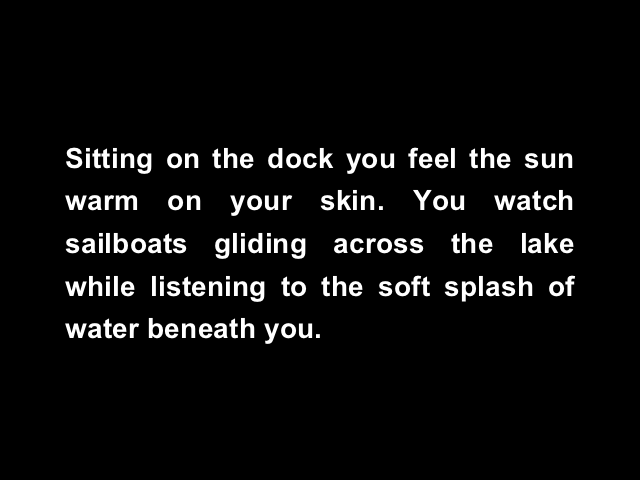 Sitting on the dock you feel the sun
warm on your skin. You watch
sailboats gliding across the lake
while listening to the soft splash of
water beneath you.